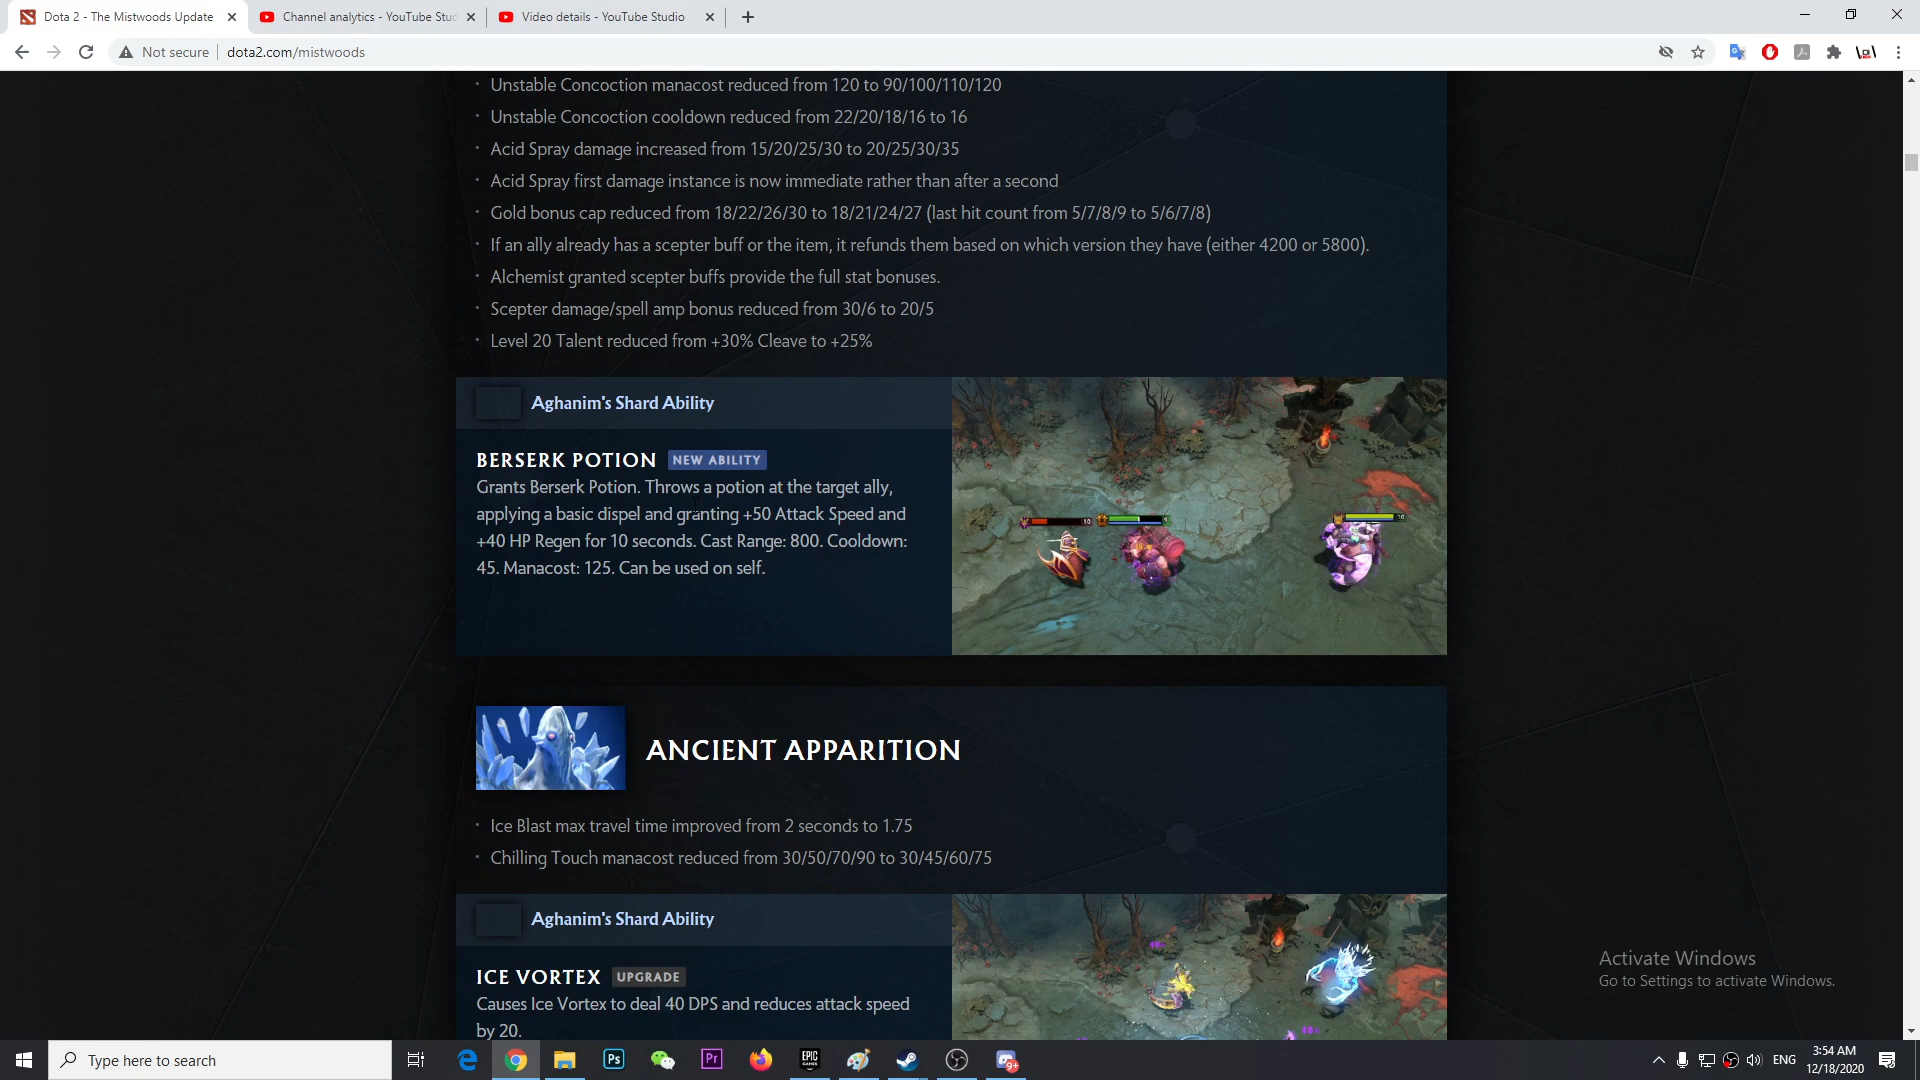 Dota 2 - The Mistwoods Update
Channel analytics - YouTube Stud
Video details - YouTube Studio
Not secure
dota2.com/mistwoods
Unstable Concoction manacost reduced from 120 to 90/100/110/120
Unstable Concoction cooldown reduced from 22/20/18/16 to 16
Acid Spray damage increased from 15/20/25/30 to 20/25/30/35
Acid Spray first damage instance is now immediate rather than after a second
Gold bonus cap reduced from 18/22/26/30 to 18/21/24/27 (last hit count from 5/7/8/9 to 5/6/7/8)
If an ally already has a scepter buff or the item, it refunds them based on which version they have (either 4200 or 5800).
Alchemist granted scepter buffs provide the full stat bonuses.
Scepter damage/spell amp bonus reduced from 30/6 to 20/5
Level 20 Talent reduced from +30% Cleave to +25%
Aghanim's Shard Ability
BERSERK POTION NEW ABILITY
Grants Berserk Potion. Throws a potion at the target ally,
applying a basic dispel and granting +50 Attack Speed and
+40 HP Regen for 10 seconds. Cast Range: 800. Cooldown:
45. Manacost: 125. Can be used on self.
ANCIENT APPARITION
Ice Blast max travel time improved from 2 seconds to 1.75
Chilling Touch manacost reduced from 30/50/70/90 to 30/45/60/75
Aghanim's Shard Ability
ICE VORTEX UPGRADE
Causes Ice Vortex to deal 40 DPS and reduces attack speed
by 20.
Activate Windows
Go to Settings to activate Windows.
Type here to search
Ps
Pr
EPIC
GAMES
9+
ENG
3:54 AM
12/18/2020